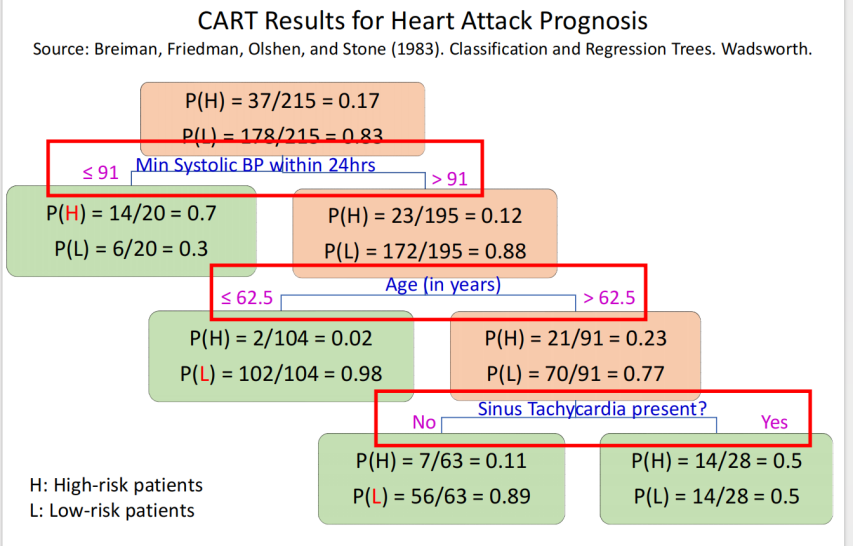 CART Results for Heart Attack Prognosis
Source: Breiman, Friedman, Olshen, and Stone (1983). Classification and Regression Trees. Wadsworth.
P(H) = 37/215 = 0.17
P(L) = 178/215 = 0.83
Min Systolic BP within 24hrs
≤ 91
> 91
P(H) = 14/20 = 0.7
P(L) = 6/20 = 0.3
P(H) = 23/195 = 0.12
P(L) = 172/195 = 0.88
Age (in years)
≤ 62.5
> 62.5
P(H) = 2/104 = 0.02
P(L) = 102/104 = 0.98
P(H) = 21/91 = 0.23
P(L) = 70/91 = 0.77
Sinus Tachycardia present?
No
Yes
P(H) = 7/63 = 0.11
P(L) = 56/63 = 0.89
P(H) = 14/28 = 0.5
P(L) = 14/28 = 0.5
H: High-risk patients
L: Low-risk patients